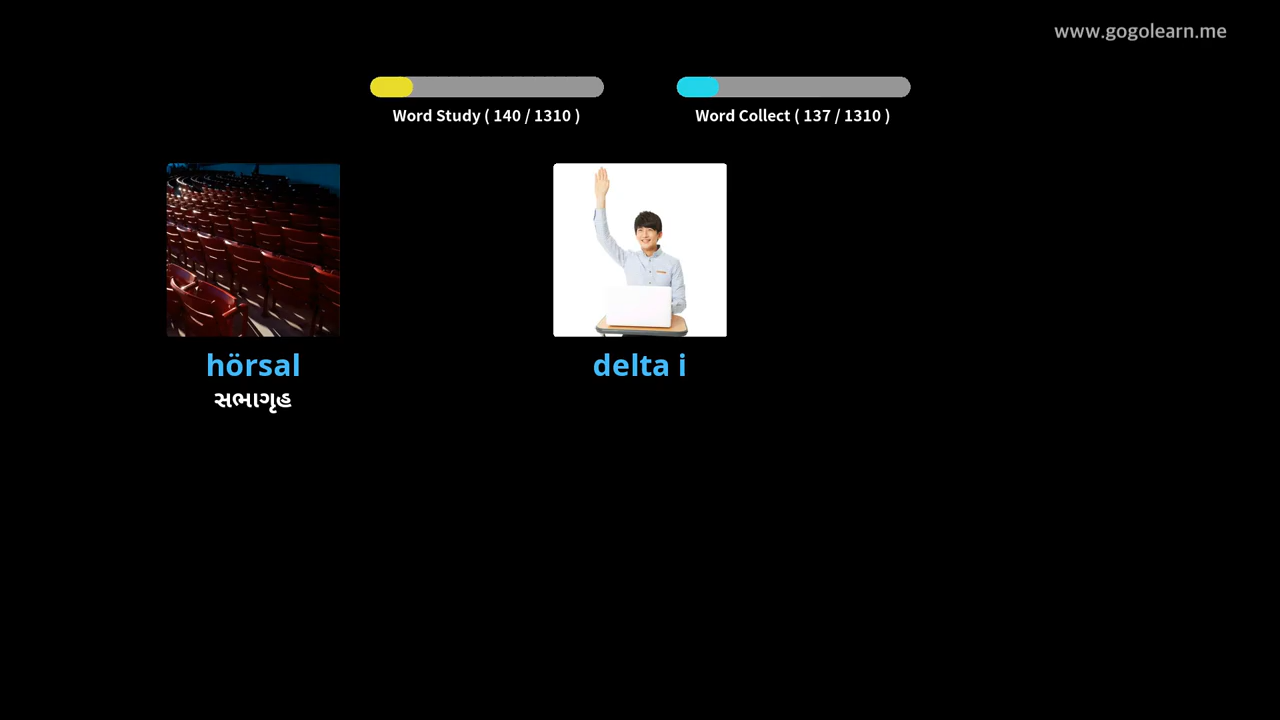 www.gogolearn.me
Word Study ( 140 / 1310 )
Word Collect ( 137 / 1310 )
hörsal
સભાગૃહ
delta i